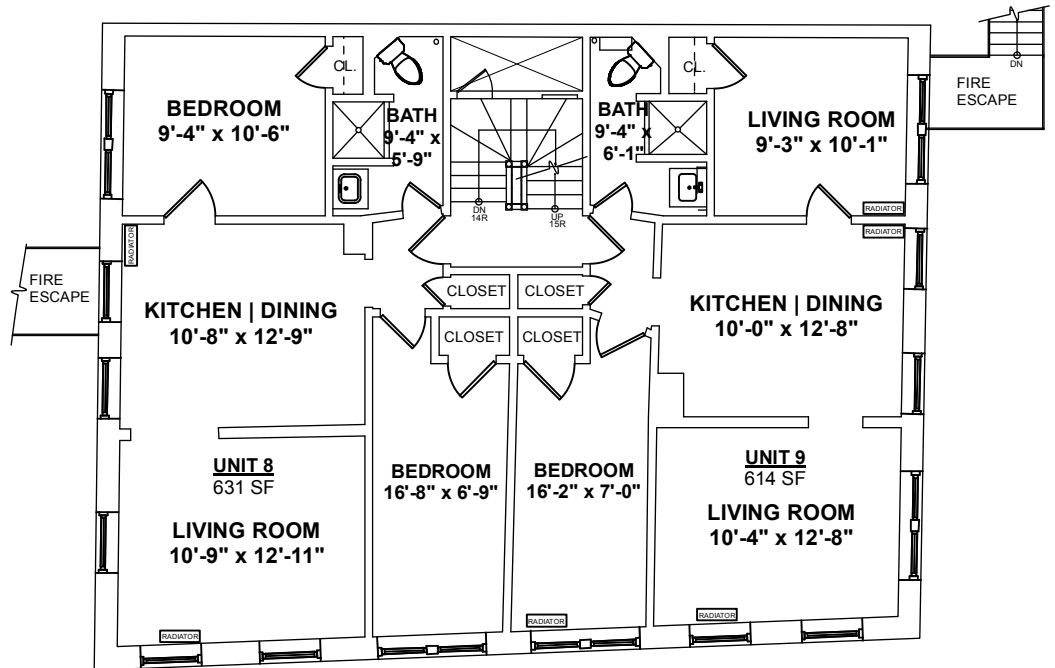 BEDROOM
9'-4" x 10'-6"
CL.
BATH
9'-4" x
5'-9"
BATH
9'-4" x
6'-1"
CL.
LIVING ROOM
9'-3" x 10'-1"
RADIATOR
DN
FIRE
ESCAPE
DN
14R
UP
15R
FIRE
ESCAPE
RADIATOR
KITCHEN | DINING
10'-8" x 12'-9"
CLOSET
CLOSET
CLOSET
CLOSET
RADIATOR
KITCHEN | DINING
10'-0" x 12'-8"
UNIT 8
631 SF
LIVING ROOM
10'-9" x 12'-11"
RADIATOR
BEDROOM
16'-8" x 6'-9"
BEDROOM
16'-2" x 7'-0"
RADIATOR
UNIT 9
614 SF
LIVING ROOM
10'-4" x 12'-8"
RADIATOR